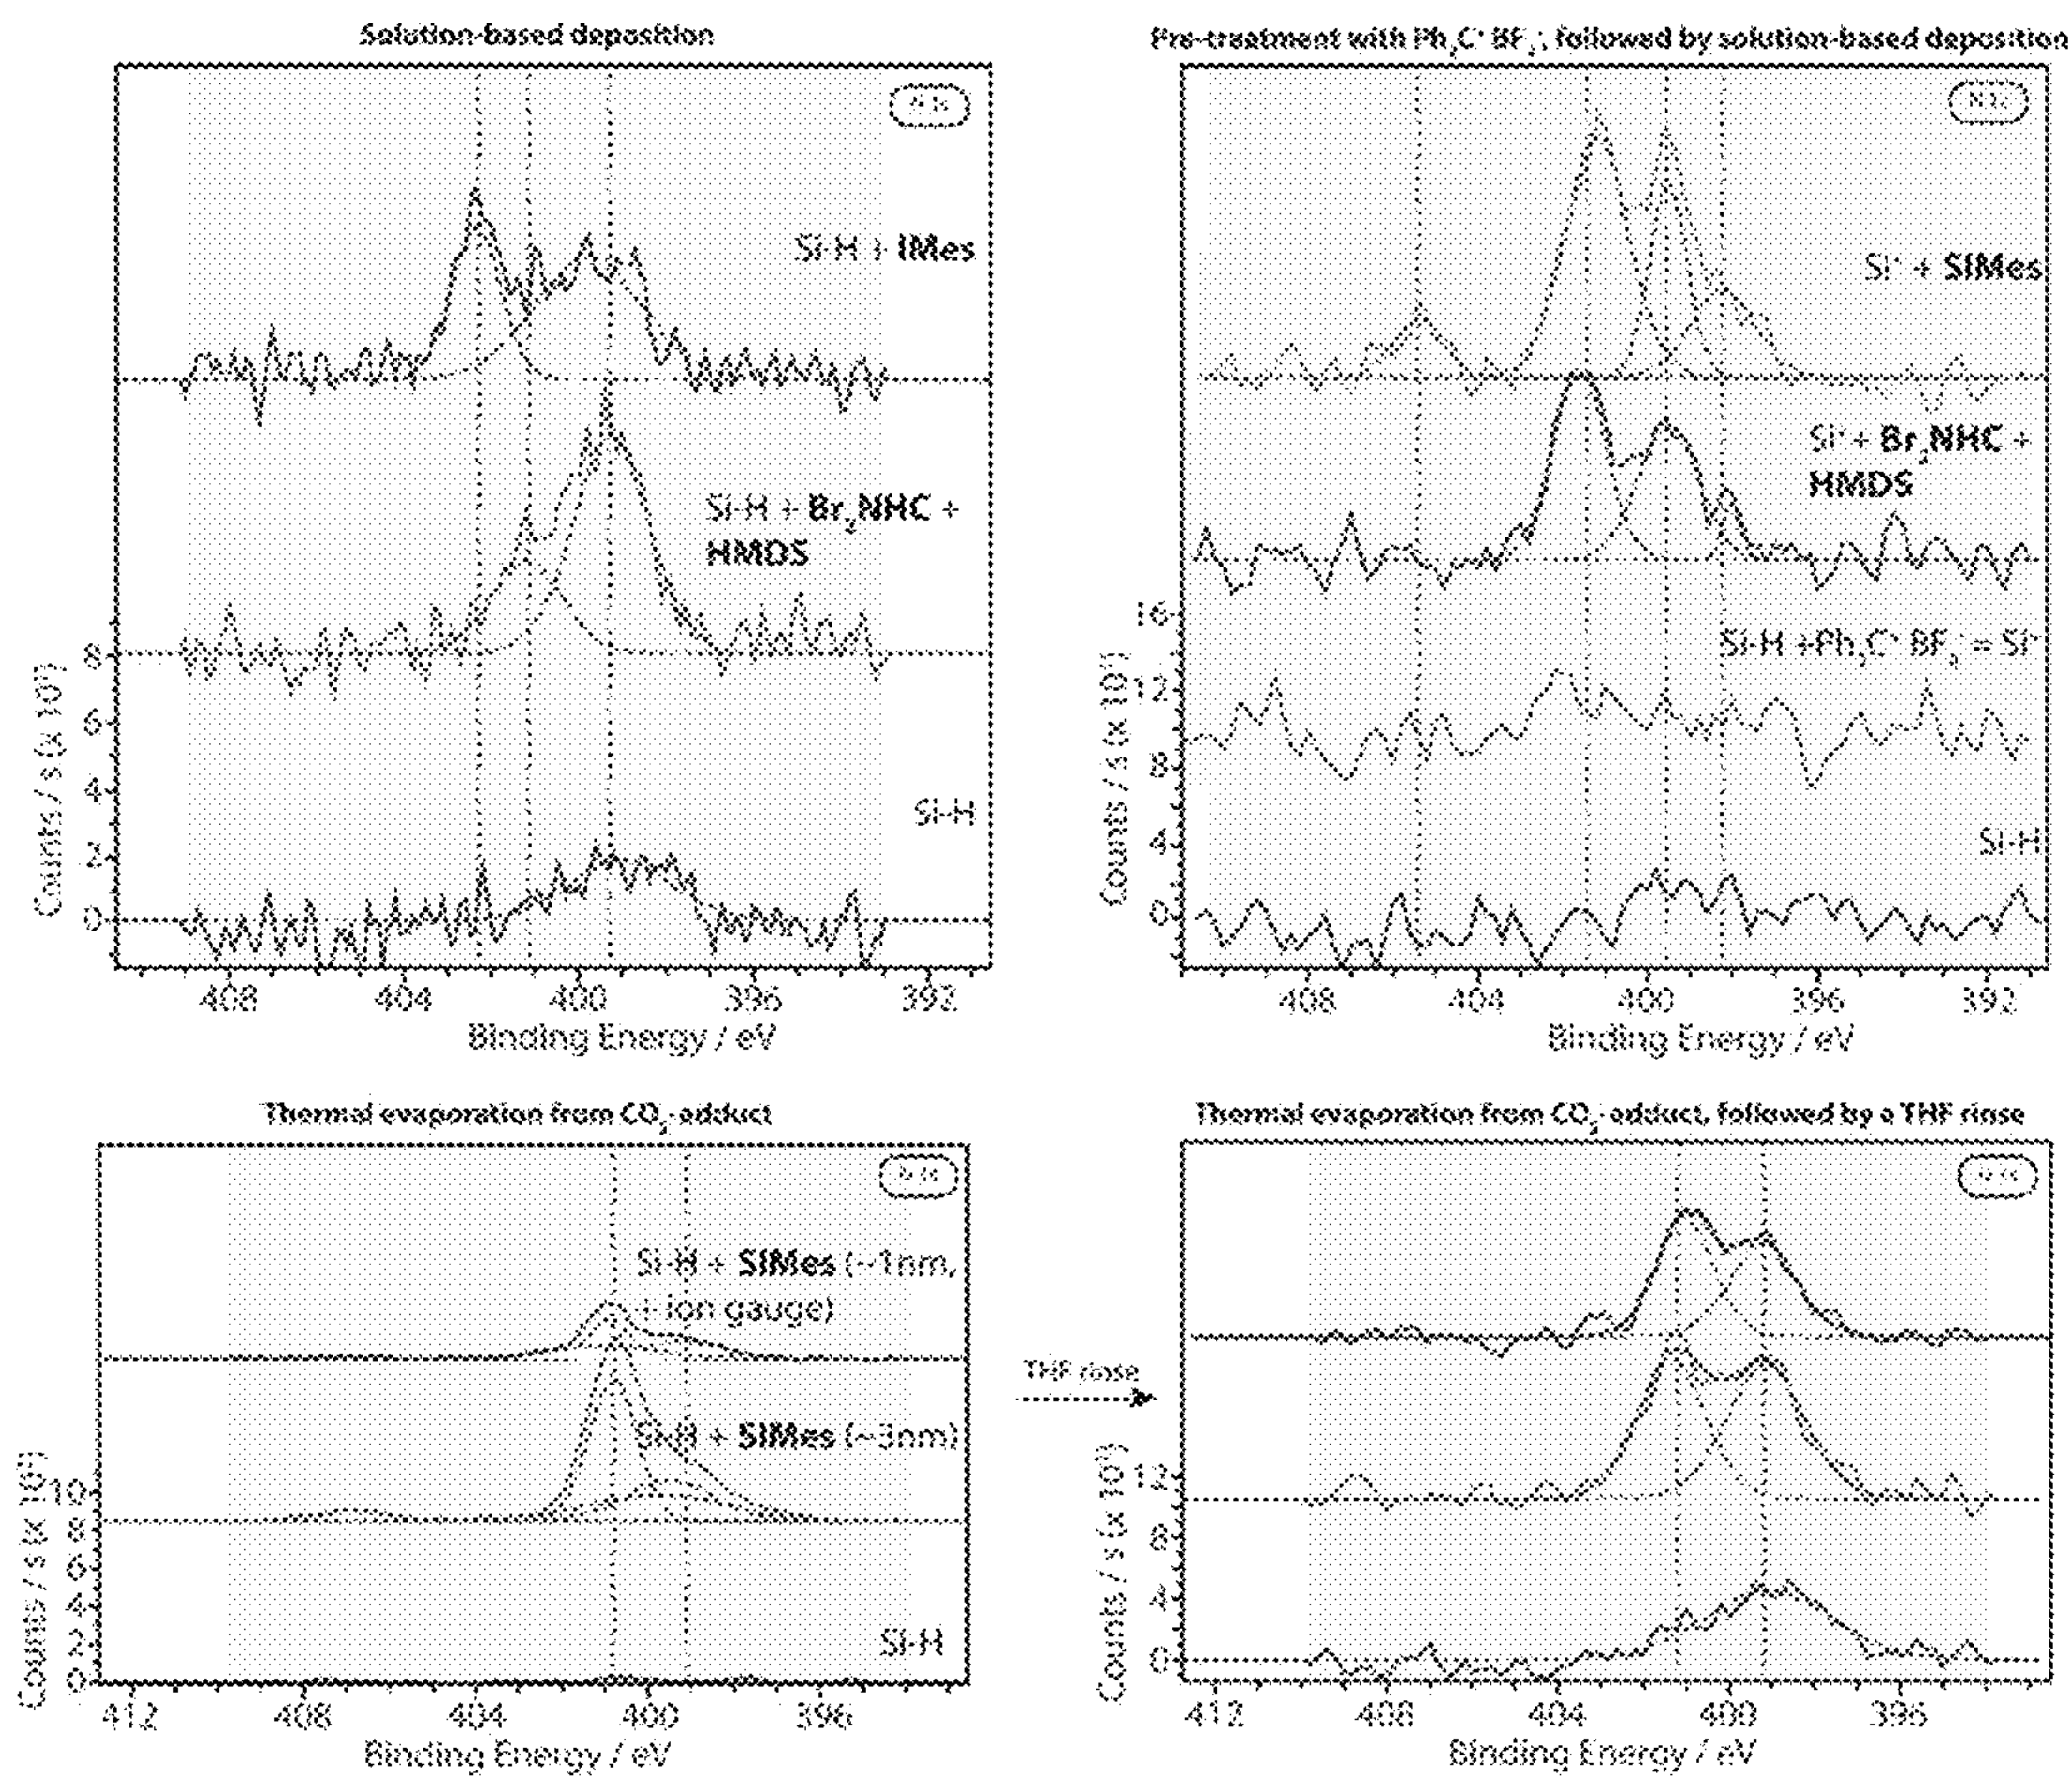 Solution-based deposition
N 1s
Si-H + IMes
Si-H + Br₂NHC +
HMDS
Si-H
Counts / s (x 10
8
6
4
2
0
408 404 400 396 392
Binding Energy / eV
Pre-treatment with Ph₃C⁺ BF₄⁻, followed by solution-based deposition
N 1s
Si⁺ + SIMes
Si⁺ + Br₂NHC +
HMDS
Si-H +Ph₃C⁺ BF₄⁻ = Si⁺
Si-H
Counts / s (x 10
16
12
8
4
0
408 404 400 396 392
Binding Energy / eV
Thermal evaporation from CO₂-adduct
N 1s
Si-H + SIMes (~1nm,
+ ion gauge)
Si-H + SIMes (~3nm)
Si-H
Counts / s (x 10
10
8
6
4
2
0
412 408 404 400 396
Binding Energy / eV
THF rinse
Thermal evaporation from CO₂-adduct, followed by a THF rinse
N 1s
Counts / s (x 10
12
8
4
0
412 408 404 400 396
Binding Energy / eV